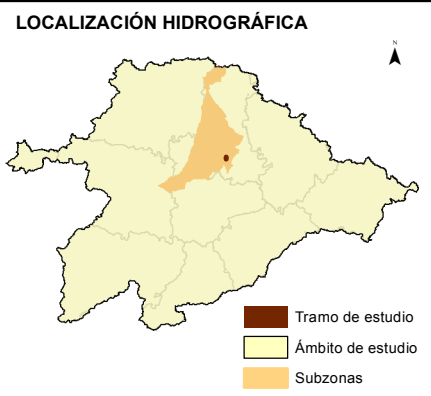 LOCALIZACIÓN HIDROGRÁFICA
N
Tramo de estudio
Ámbito de estudio
Subzonas